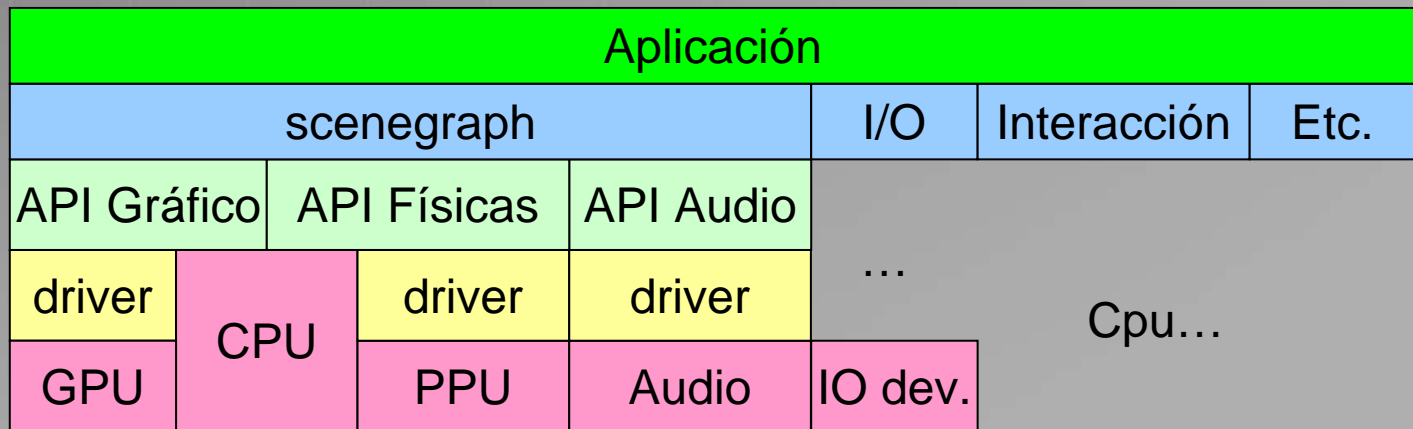 Aplicación
scenegraph I/O Interacción Etc.
API Gráfico API Físicas API Audio
driver driver driver …
CPU Cpu…
GPU PPU Audio IO dev.